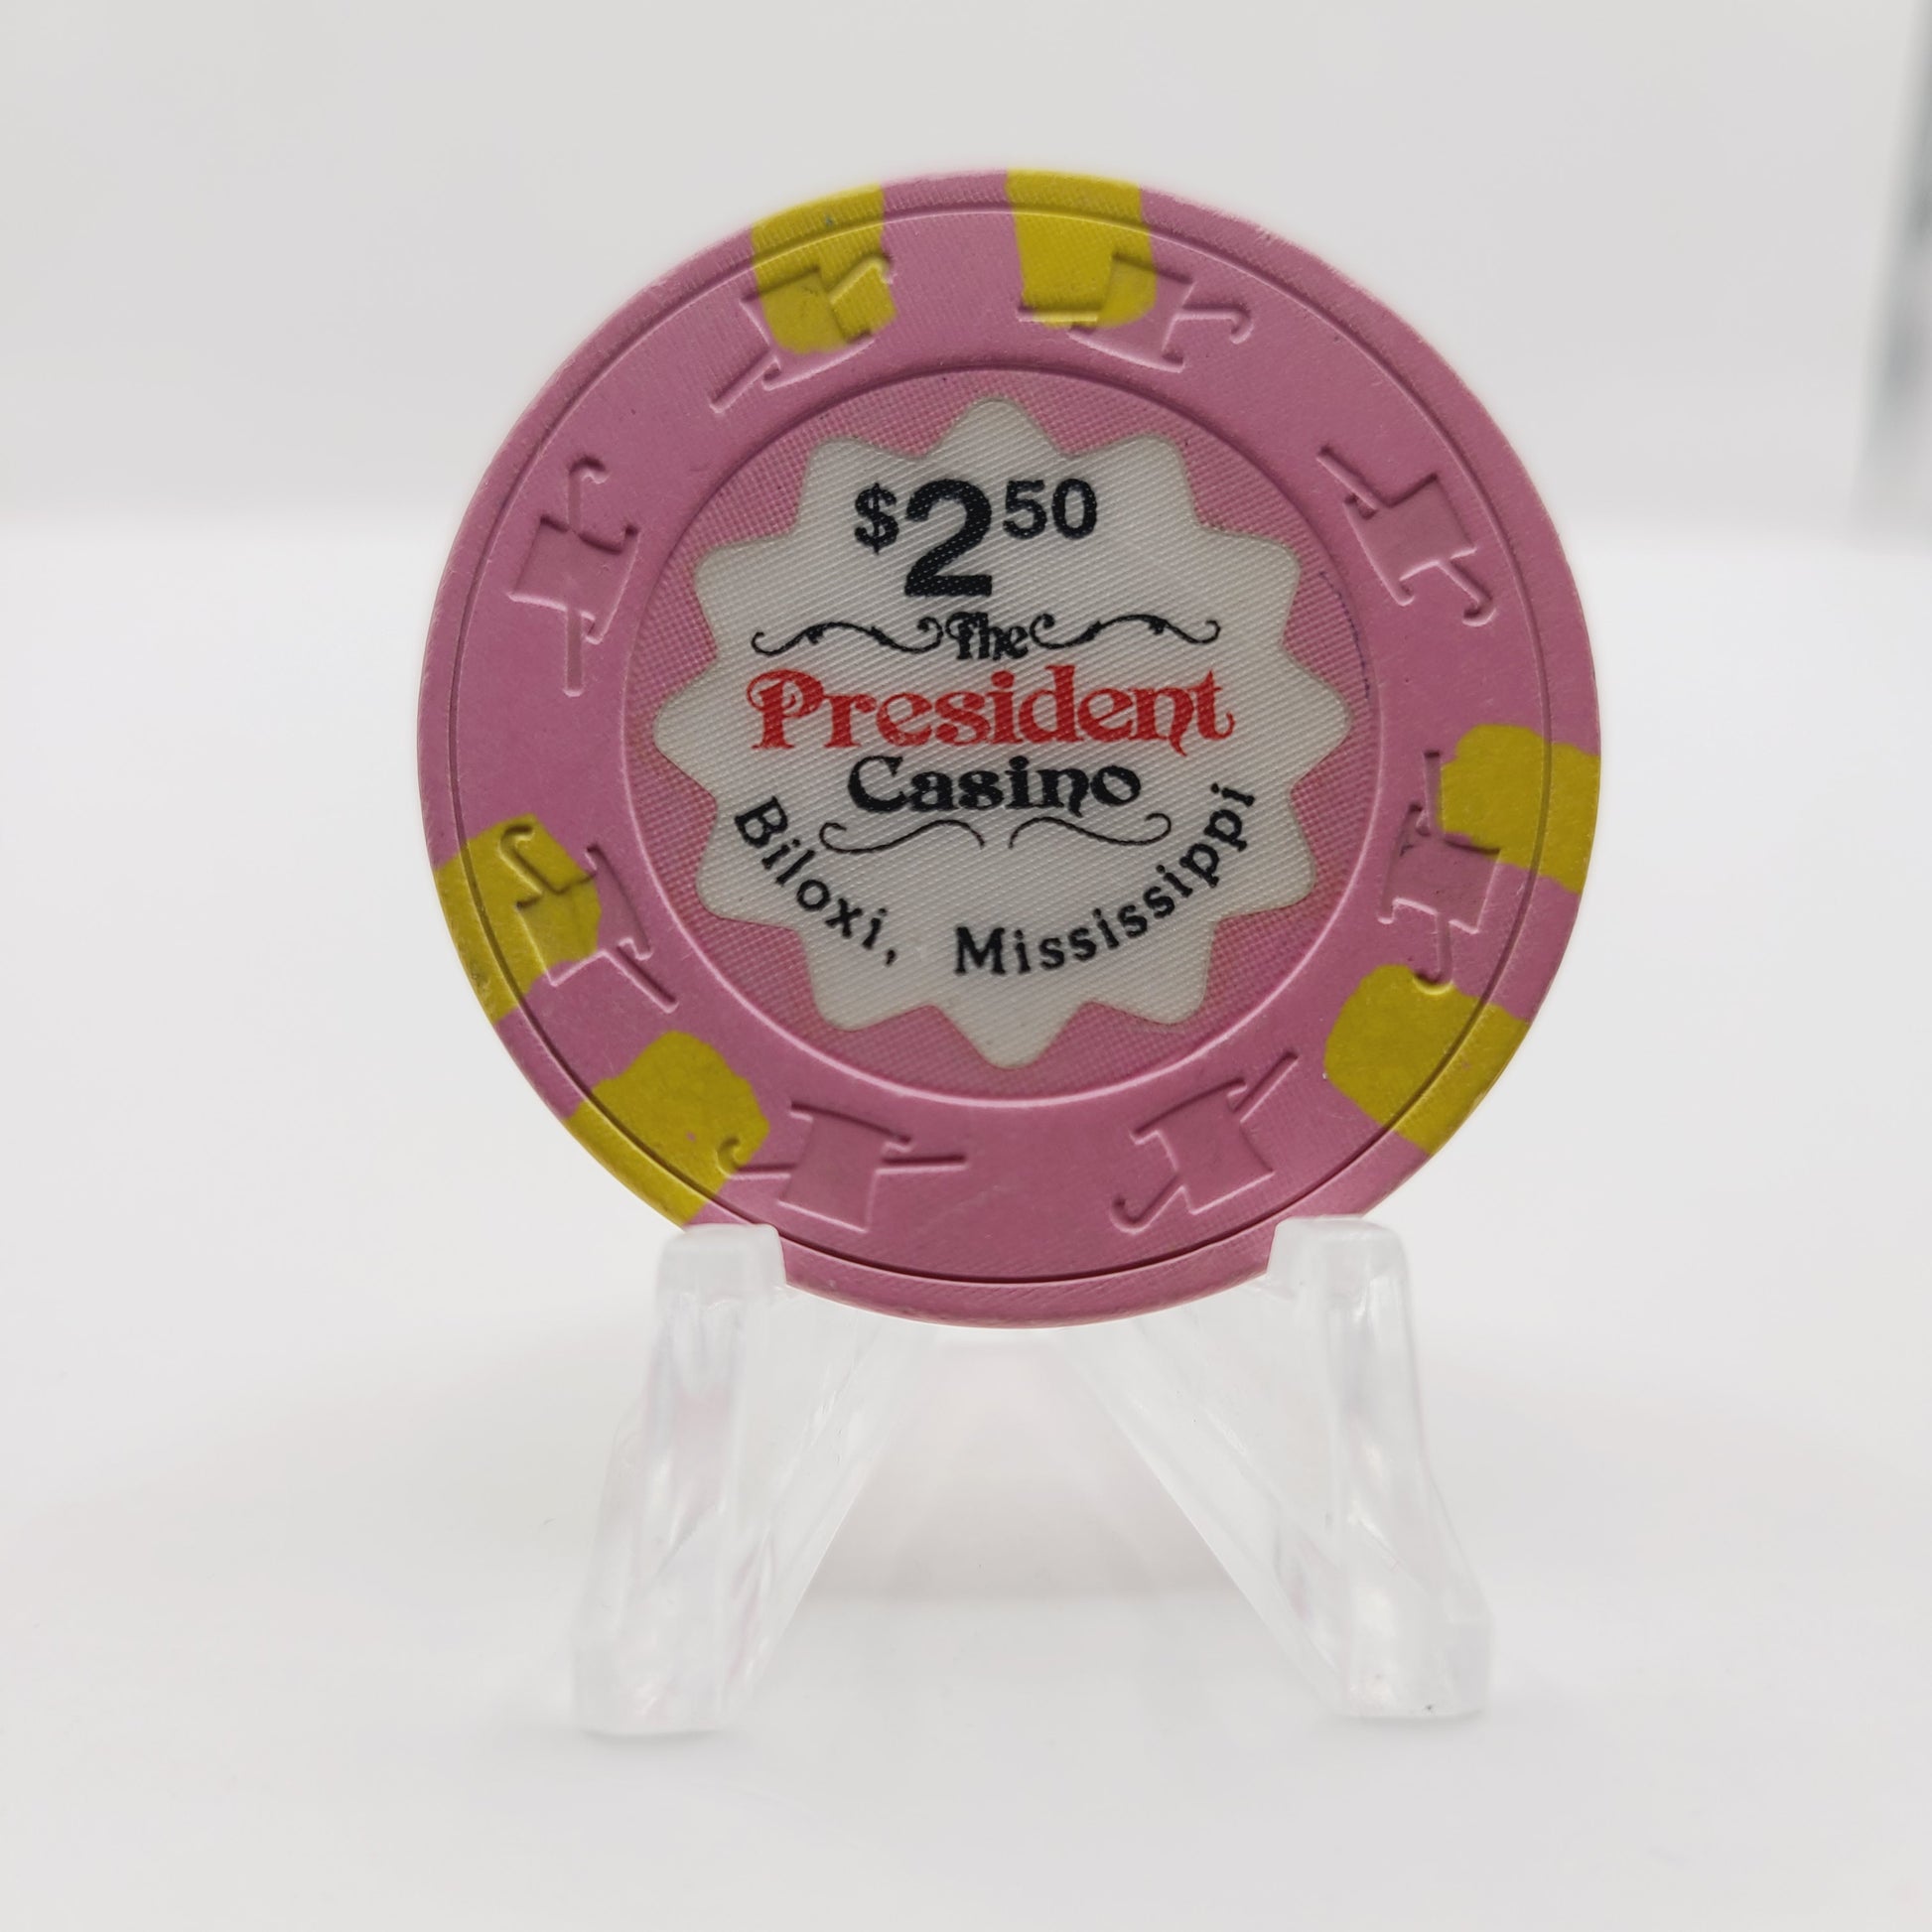 $2 50
The
President
Casino
Biloxi, Mississippi